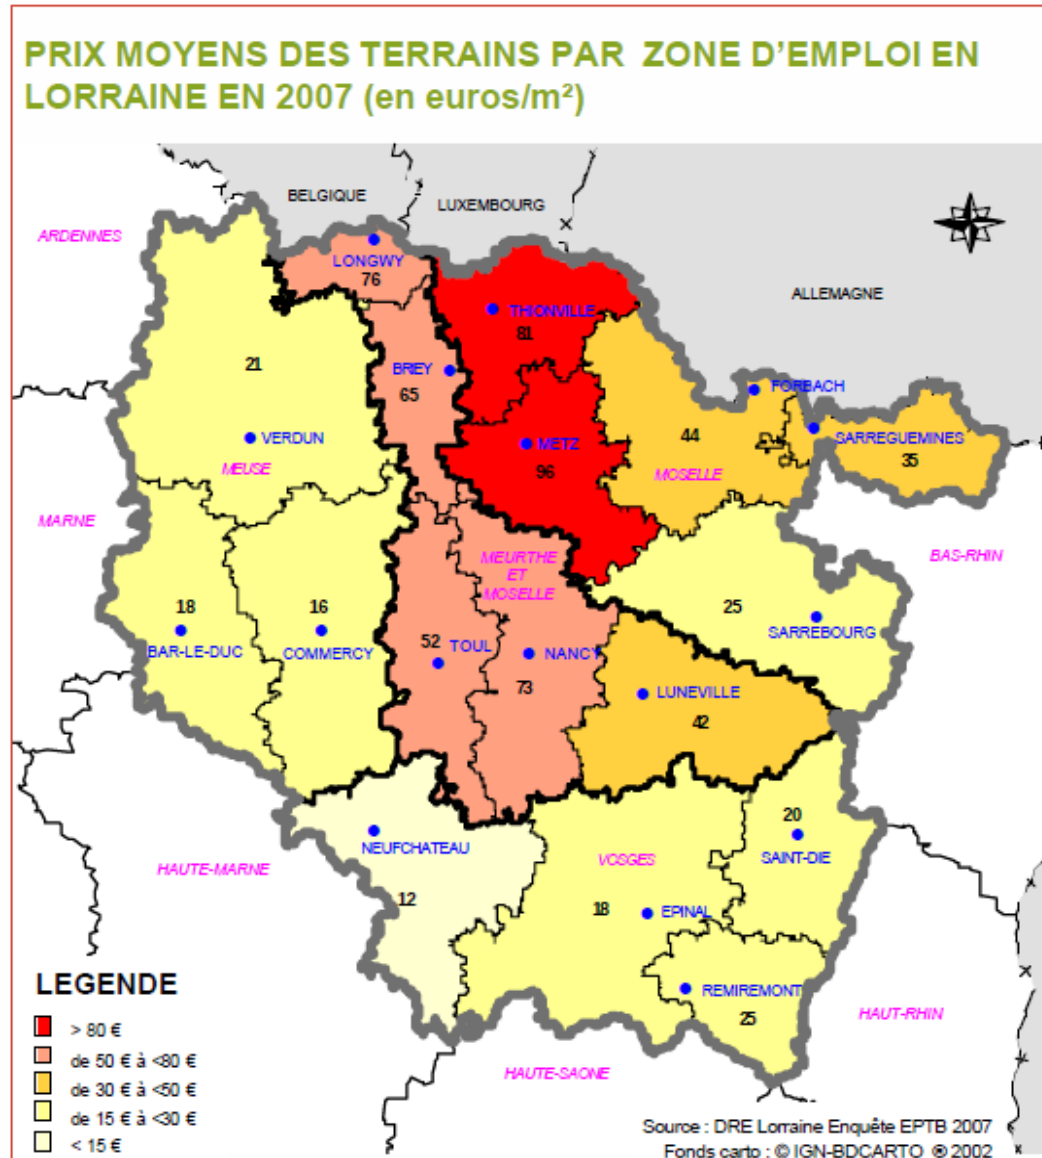 PRIX MOYENS DES TERRAINS PAR ZONE D'EMPLOI EN
LORRAINE EN 2007 (en euros/m²)
BELGIQUE
LUXEMBOURG
ARDENNES
LONGWY
76
ALLEMAGNE
THIONVILLE
81
21
BREY
65
FORBACH
VERDUN
METZ
44
SARREGUEMINES
35
MEUSE
96
MOSELLE
MARNE
MEURTHE
ET
MOSELLE
BAS-RHIN
18
16
25
BAR-LE-DUC
COMMERCY
52
TOUL
NANCY
SARREBOURG
73
LUNEVILLE
42
20
NEUFCHATEAU
VOSGES
SAINT-DIE
HAUTE-MARNE
12
18
EPINAL
LEGENDE
REMIREMONT
25
HAUT-RHIN
> 80 €
de 50 € à <80 €
de 30 € à <50 €
de 15 € à <30 €
< 15 €
HAUTE-SAONE
Source : DRE Lorraine Enquête EPTB 2007
Fonds carto : © IGN-BDCARTO ® 2002